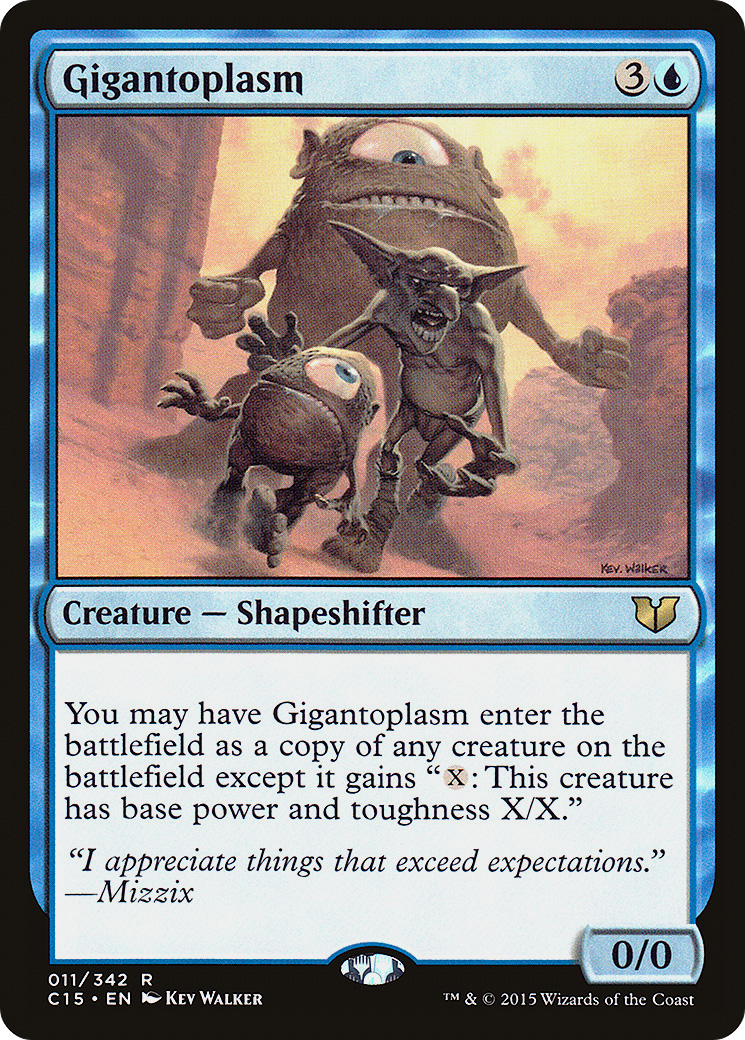 Gigantoplasm 3
KEV. WALKER
Creature — Shapeshifter
You may have Gigantoplasm enter the
battlefield as a copy of any creature on the
battlefield except it gains “X: This creature
has base power and toughness X/X.”
“I appreciate things that exceed expectations.”
—Mizzix
0/0
011/342 R
C15 • EN Kev Walker
™ & © 2015 Wizards of the Coast